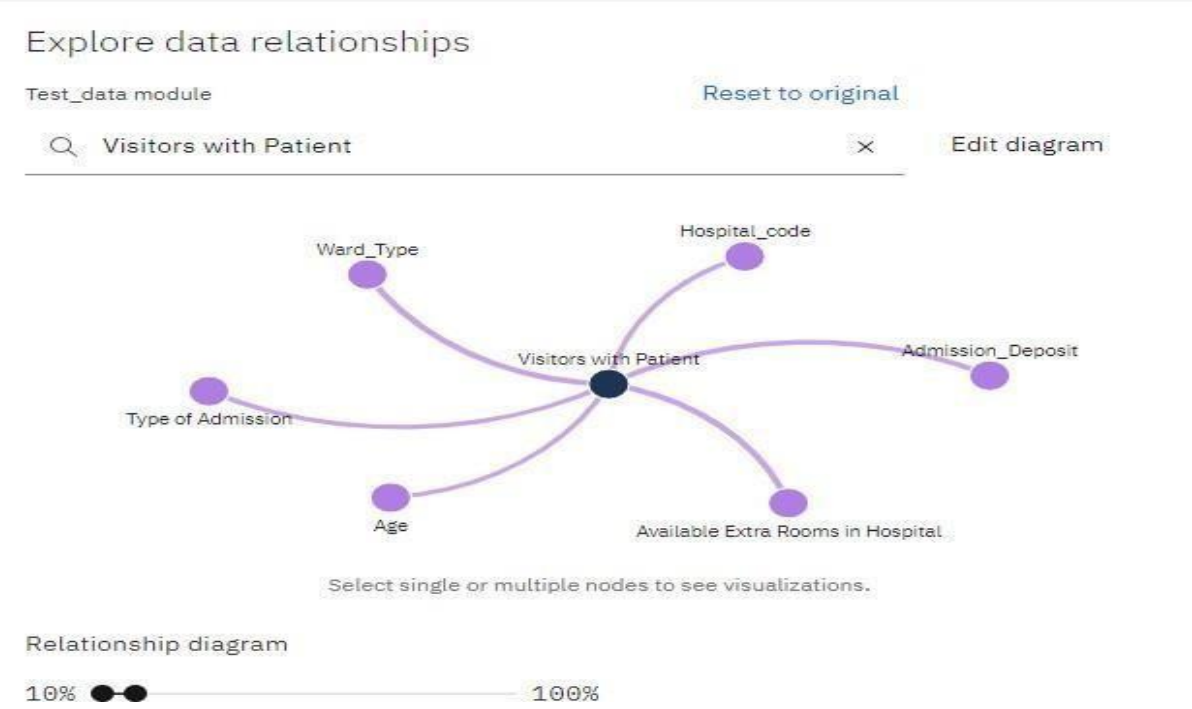 Explore data relationships
Test_data module
Reset to original
Visitors with Patient
Edit diagram
Hospital_code
Ward_Type
Admission_Deposit
Visitors with Patient
Type of Admission
Age
Available Extra Rooms in Hospital
Select single or multiple nodes to see visualizations.
Relationship diagram
10% 100%